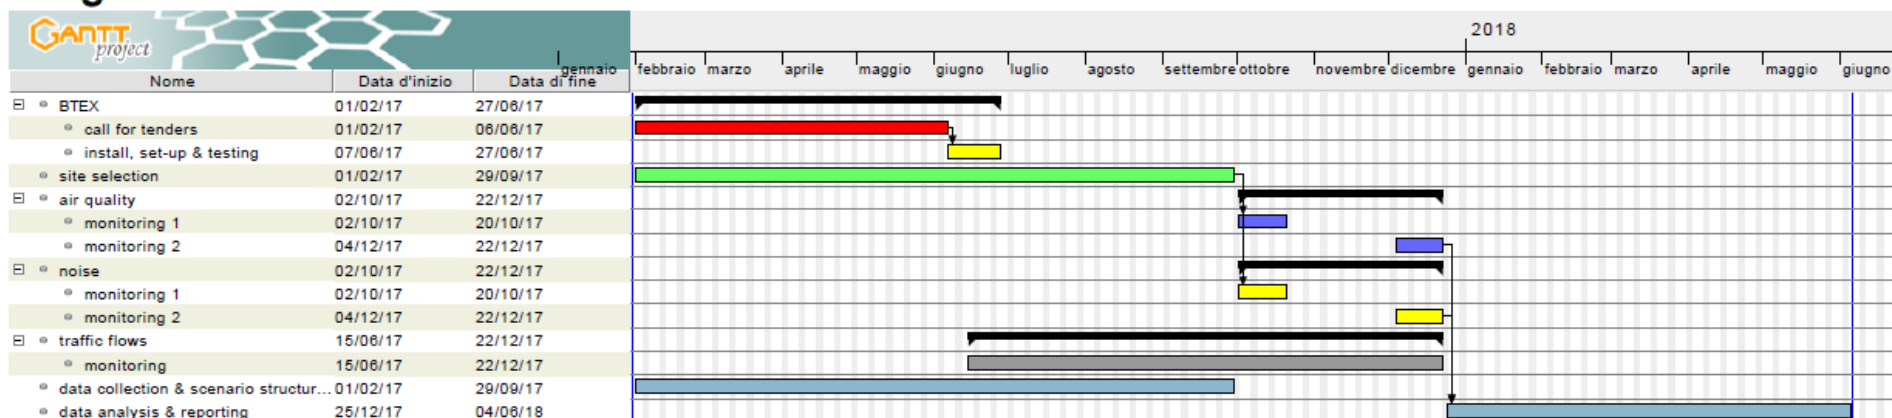 GANTT
project
2018
gennaio febbraio marzo aprile maggio giugno luglio agosto settembre ottobre novembre dicembre gennaio febbraio marzo aprile maggio giugno
Nome Data d'inizio Data di fine
BTEX 01/02/17 27/06/17
call for tenders 01/02/17 06/06/17
install, set-up & testing 07/06/17 27/06/17
site selection 01/02/17 29/09/17
air quality 02/10/17 22/12/17
monitoring 1 02/10/17 20/10/17
monitoring 2 04/12/17 22/12/17
noise 02/10/17 22/12/17
monitoring 1 02/10/17 20/10/17
monitoring 2 04/12/17 22/12/17
traffic flows 15/06/17 22/12/17
monitoring 15/06/17 22/12/17
data collection & scenario structur... 01/02/17 29/09/17
data analysis & reporting 25/12/17 04/06/18